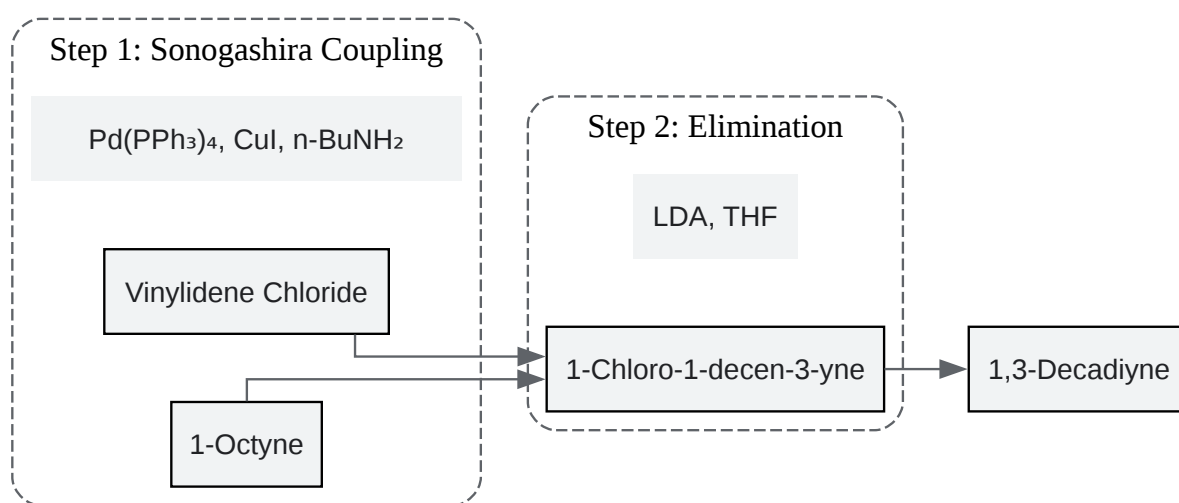 Step 1: Sonogashira Coupling
Pd(PPh₃)₄, CuI, n-BuNH₂
Vinylidene Chloride
1-Octyne
Step 2: Elimination
LDA, THF
1-Chloro-1-decen-3-yne
1,3-Decadiyne